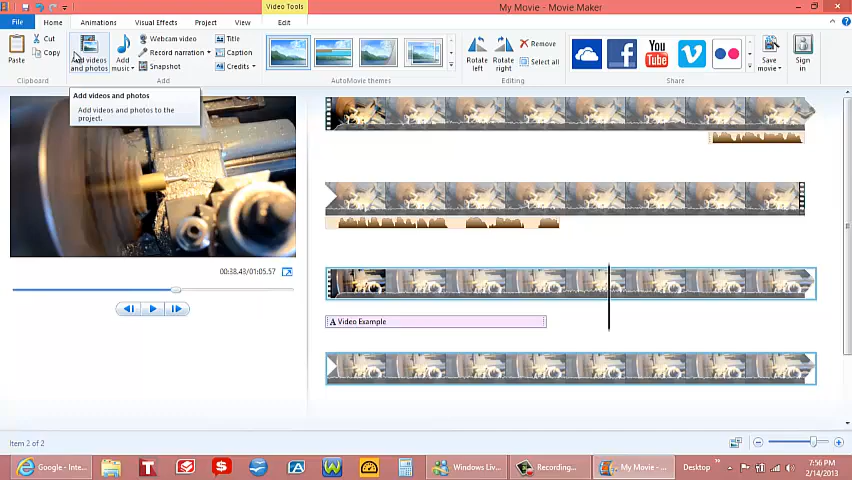 Video Tools
My Movie - Movie Maker
File
Home
Animations
Visual Effects
Project
View
Edit
Paste
Cut
Copy
Clipboard
Add videos
and photos
Add
music
Webcam video
Record narration
Snapshot
Title
Caption
Credits
Add
AutoMovie themes
Rotate
left
Rotate
right
Remove
Select all
Editing
f
You
Tube
Share
Save
movie
Sign
in
Add videos and photos
Add videos and photos to the
project.
00:38.43/01:05.57
A Video Example
Item 2 of 2
Google - Inte...
Windows Liv...
Recording...
My Movie - ...
Desktop
7:56 PM
2/14/2013